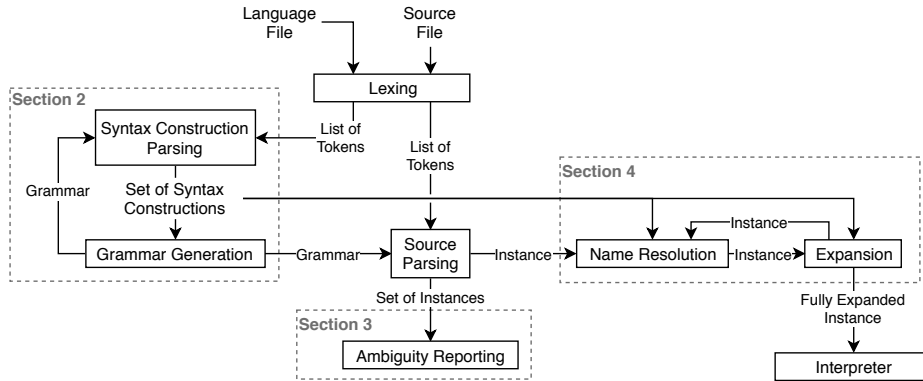 Language
File
Source
File
Lexing
Section 2
Syntax Construction
Parsing
List of
Tokens
List of
Tokens
Grammar
Set of Syntax
Constructions
Section 4
Instance
Grammar Generation
Grammar
Source
Parsing
Instance
Name Resolution
Instance
Expansion
Set of Instances
Fully Expanded
Instance
Section 3
Ambiguity Reporting
Interpreter